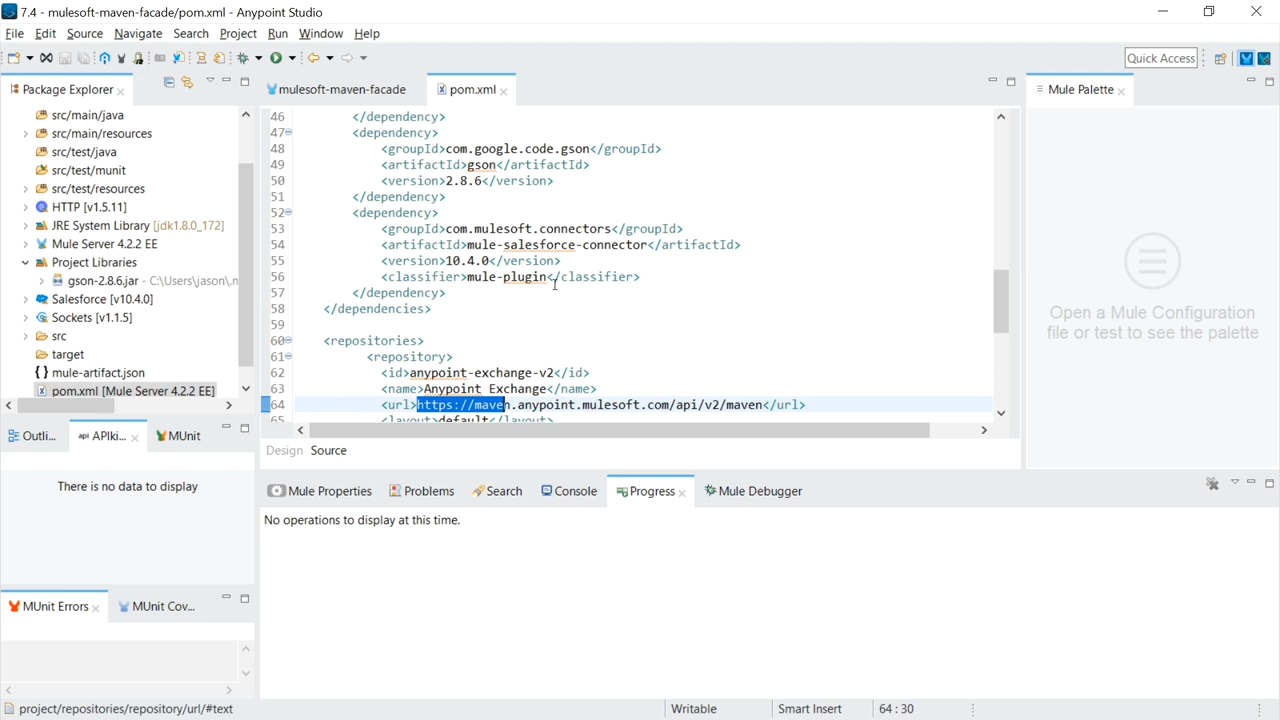 7.4 - mulesoft-maven-facade/pom.xml - Anypoint Studio
File Edit Source Navigate Search Project Run Window Help
Quick Access
Package Explorer
mulesoft-maven-facade
pom.xml
Mule Palette
src/main/java
src/main/resources
src/test/java
src/test/munit
src/test/resources
HTTP [v1.5.11]
JRE System Library [jdk1.8.0_172]
Mule Server 4.2.2 EE
Project Libraries
gson-2.8.6.jar - C:\Users\jason\.n
Salesforce [v10.4.0]
Sockets [v1.1.5]
src
target
mule-artifact.json
pom.xml [Mule Server 4.2.2 EE]
46 </dependency>
47 <dependency>
48 <groupId>com.google.code.gson</groupId>
49 <artifactId>gson</artifactId>
50 <version>2.8.6</version>
51 </dependency>
52 <dependency>
53 <groupId>com.mulesoft.connectors</groupId>
54 <artifactId>mule-salesforce-connector</artifactId>
55 <version>10.4.0</version>
56 <classifier>mule-plugin</classifier>
57 </dependency>
58 </dependencies>
59
60 <repositories>
61 <repository>
62 <id>anypoint-exchange-v2</id>
63 <name>Anypoint Exchange</name>
64 <url>https://maven.anypoint.mulesoft.com/api/v2/maven</url>
65 <layout>default</layout>
Design Source
Open a Mule Configuration
file or test to see the palette
Outli... api APIki... MUnit
There is no data to display
MUnit Errors MUnit Cov...
Mule Properties Problems Search Console Progress Mule Debugger
No operations to display at this time.
project/repositories/repository/url/#text Writable Smart Insert 64 : 30